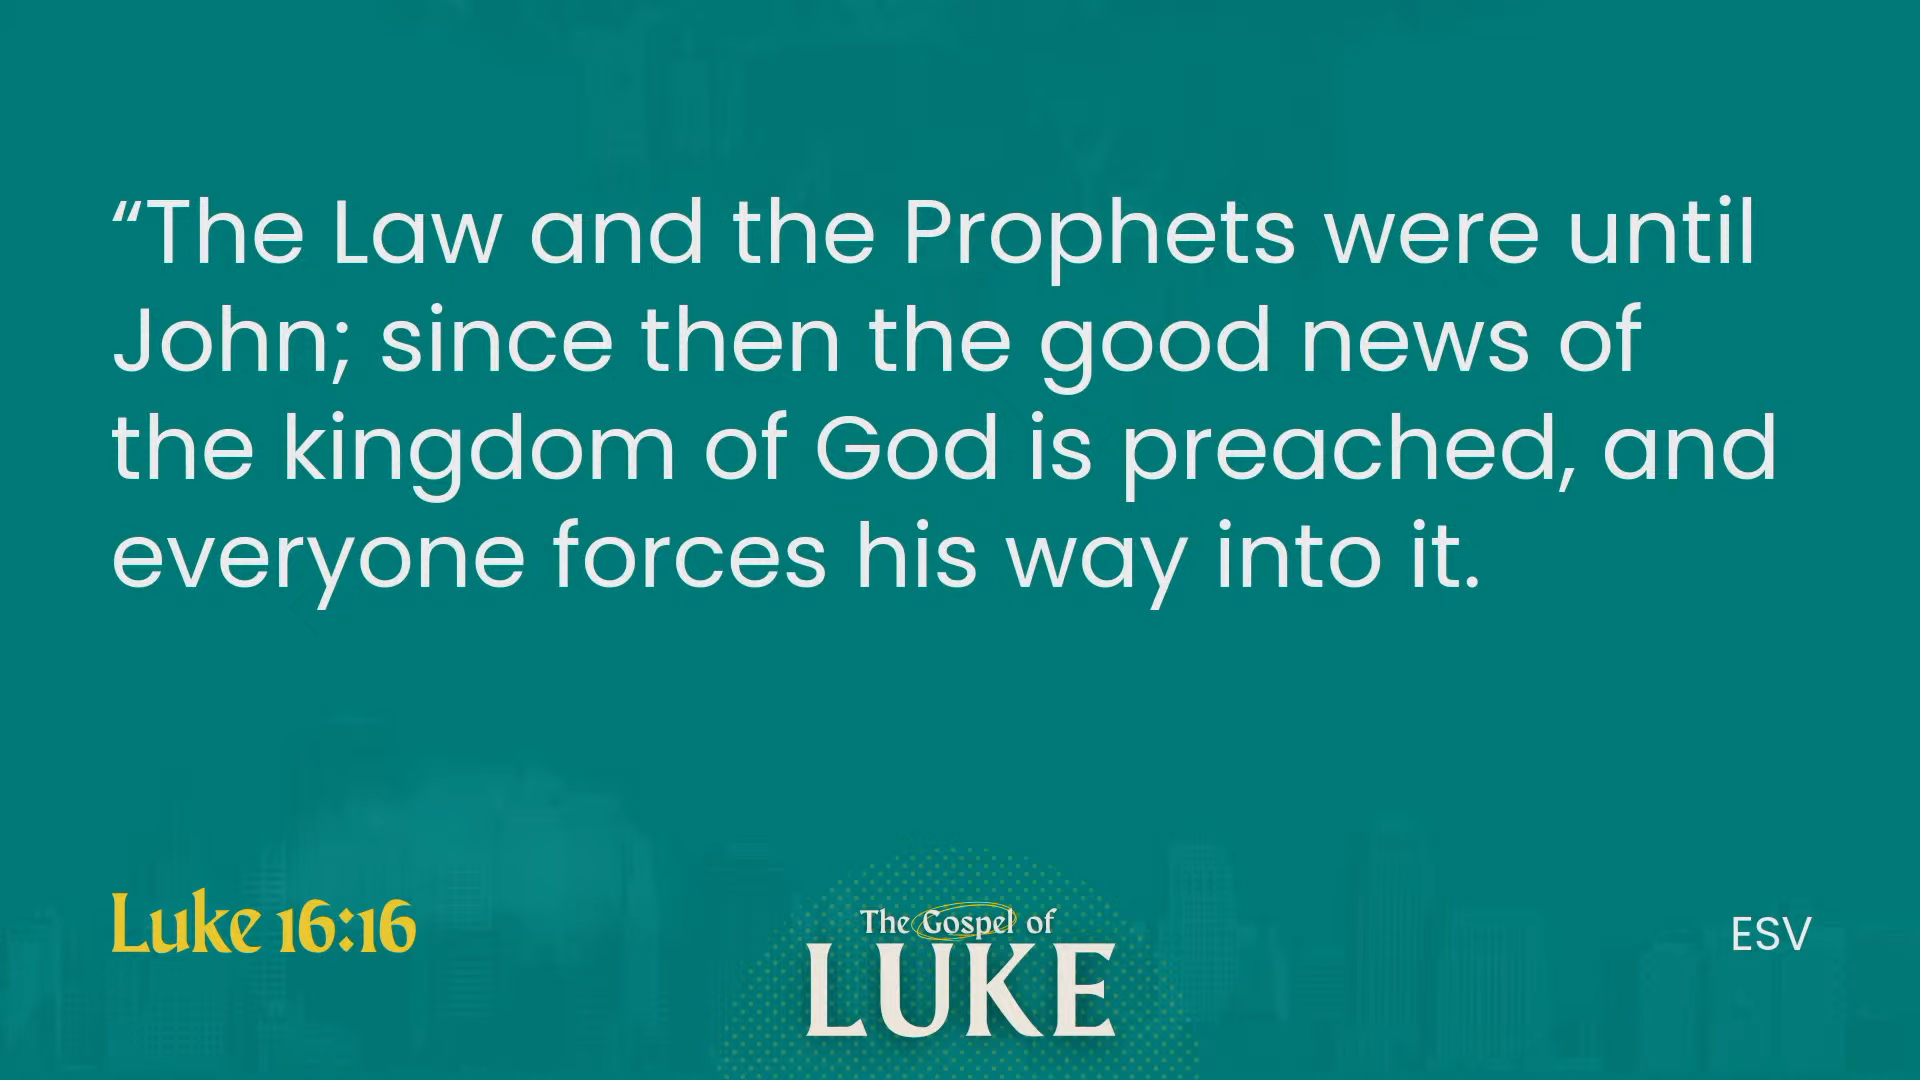 “The Law and the Prophets were until
John; since then the good news of
the kingdom of God is preached, and
everyone forces his way into it.
Luke 16:16
The Gospel of
LUKE
ESV